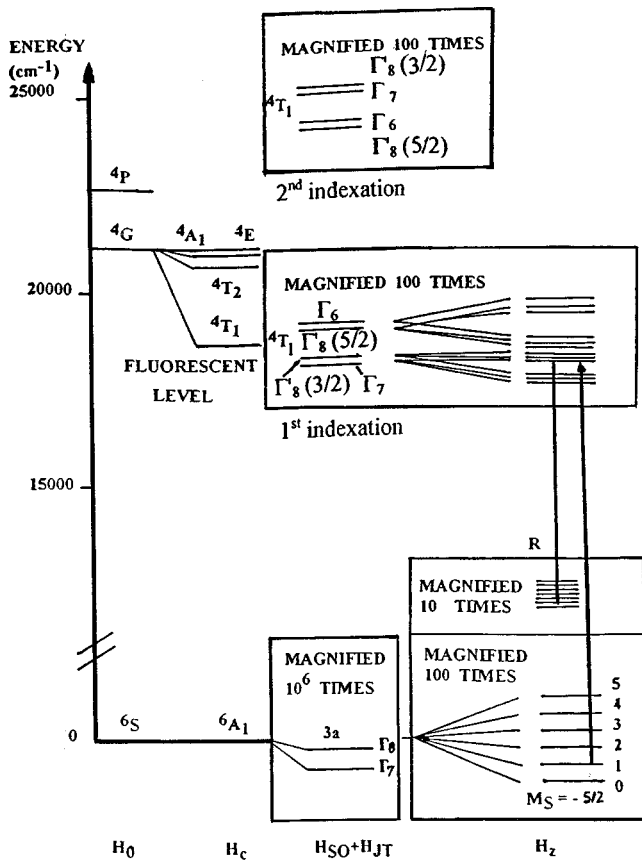 ENERGY
(cm-1)
25000
4P
4G
4A1 4E
20000
4T2
4T1
FLUORESCENT
LEVEL
15000
MAGNIFIED 100 TIMES
Γ8 (3/2)
4T1 Γ7
Γ6
Γ8 (5/2)
2nd indexation
MAGNIFIED 100 TIMES
Γ6
4T1 Γ8 (5/2)
Γ8 (3/2) Γ7
1st indexation
R
MAGNIFIED
10 TIMES
MAGNIFIED
106 TIMES
MAGNIFIED
100 TIMES
0 6S 6A1
3a
Γ8
Γ7
5
4
3
2
1
0
MS = - 5/2
H0 Hc HSO+HJT Hz